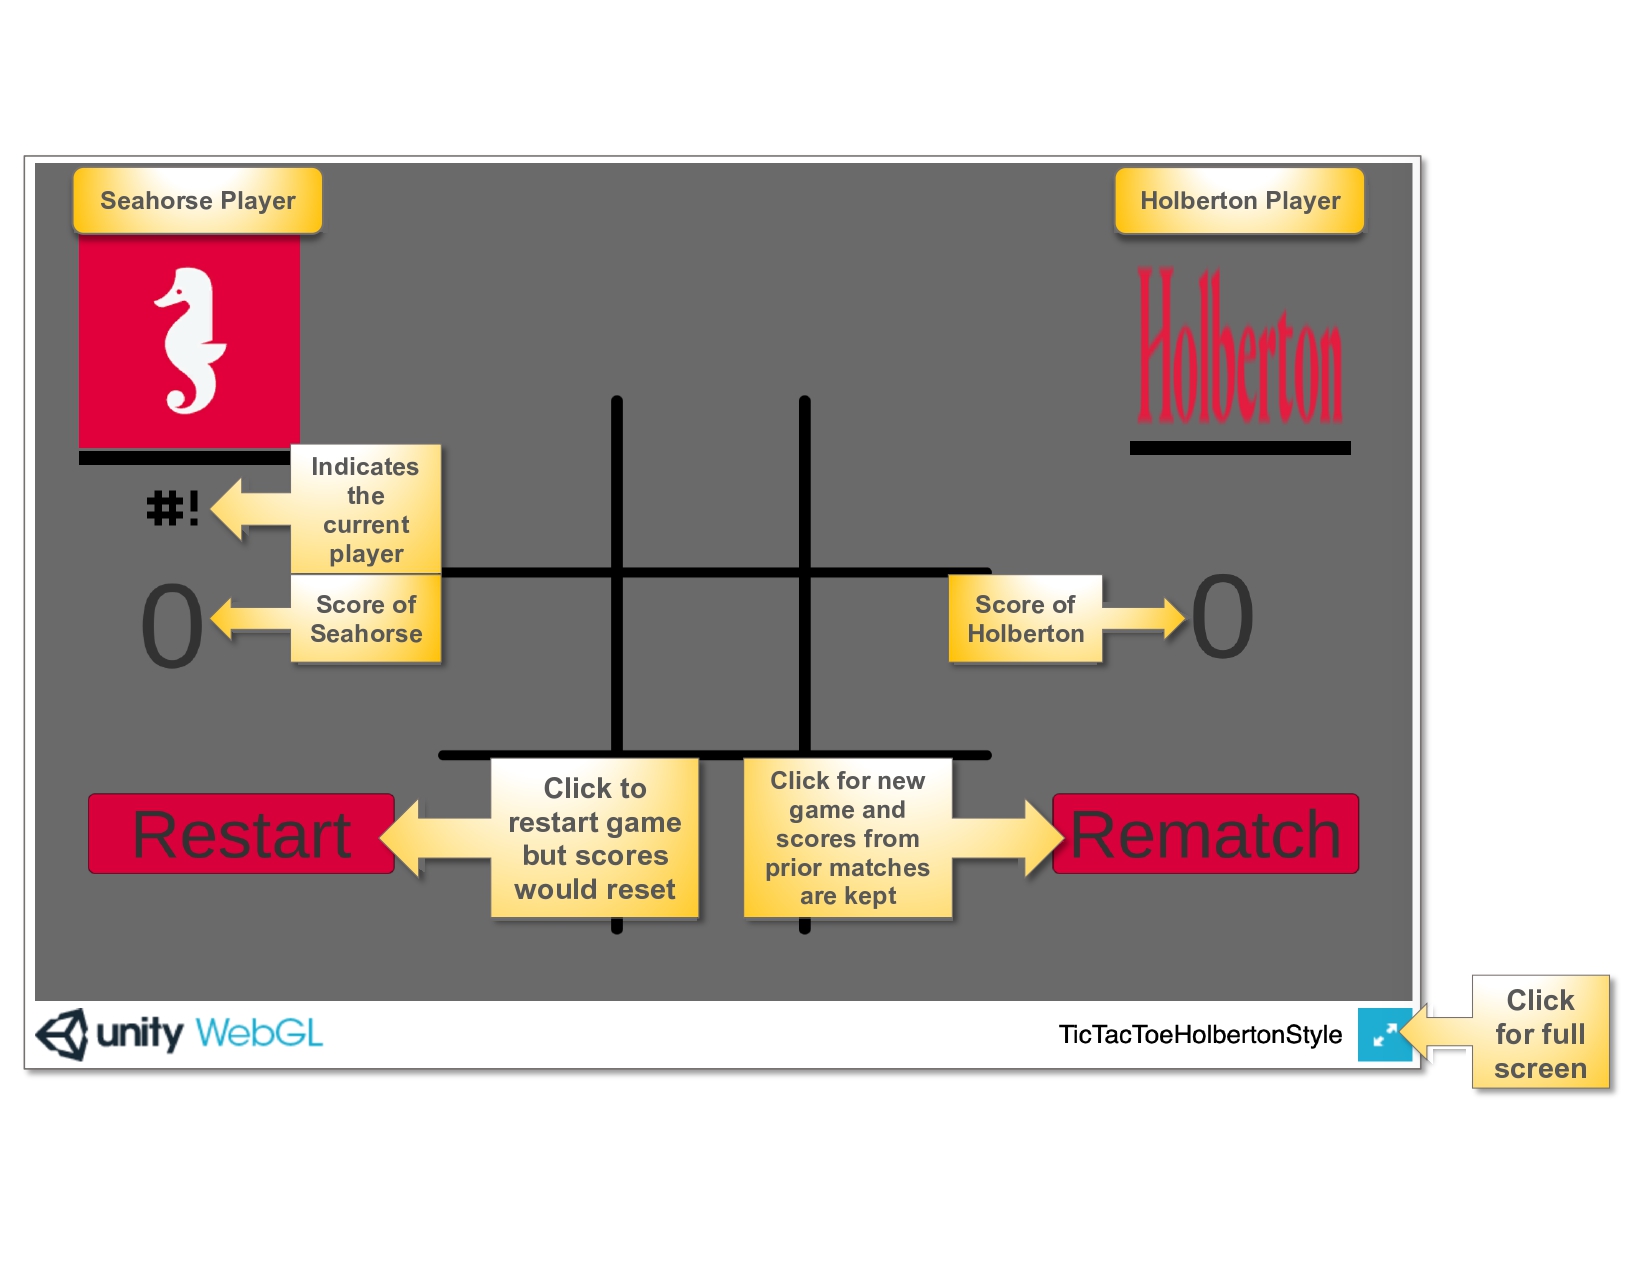 Seahorse Player
Holberton Player
Holberton
Indicates
the
current
player
#!
Score of
Seahorse
0
Score of
Holberton
0
Restart
Click to
restart game
but scores
would reset
Click for new
game and
scores from
prior matches
are kept
Rematch
unity WebGL
TicTacToeHolbertonStyle
Click
for full
screen